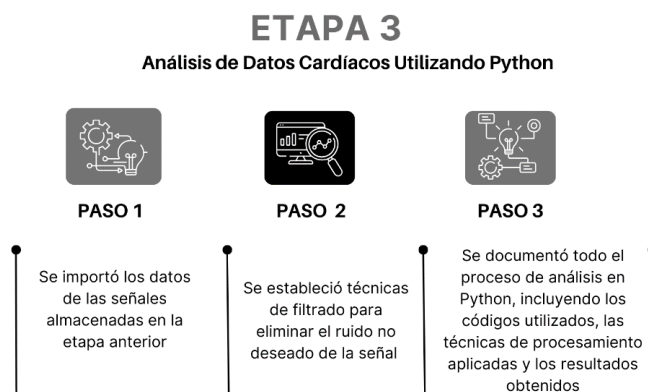 ETAPA 3
Análisis de Datos Cardíacos Utilizando Python
PASO 1
PASO 2
PASO 3
Se importó los datos
de las señales
almacenadas en la
etapa anterior
Se estableció técnicas
de filtrado para
eliminar el ruido no
deseado de la señal
Se documentó todo el
proceso de análisis en
Python, incluyendo los
códigos utilizados, las
técnicas de procesamiento
aplicadas y los resultados
obtenidos